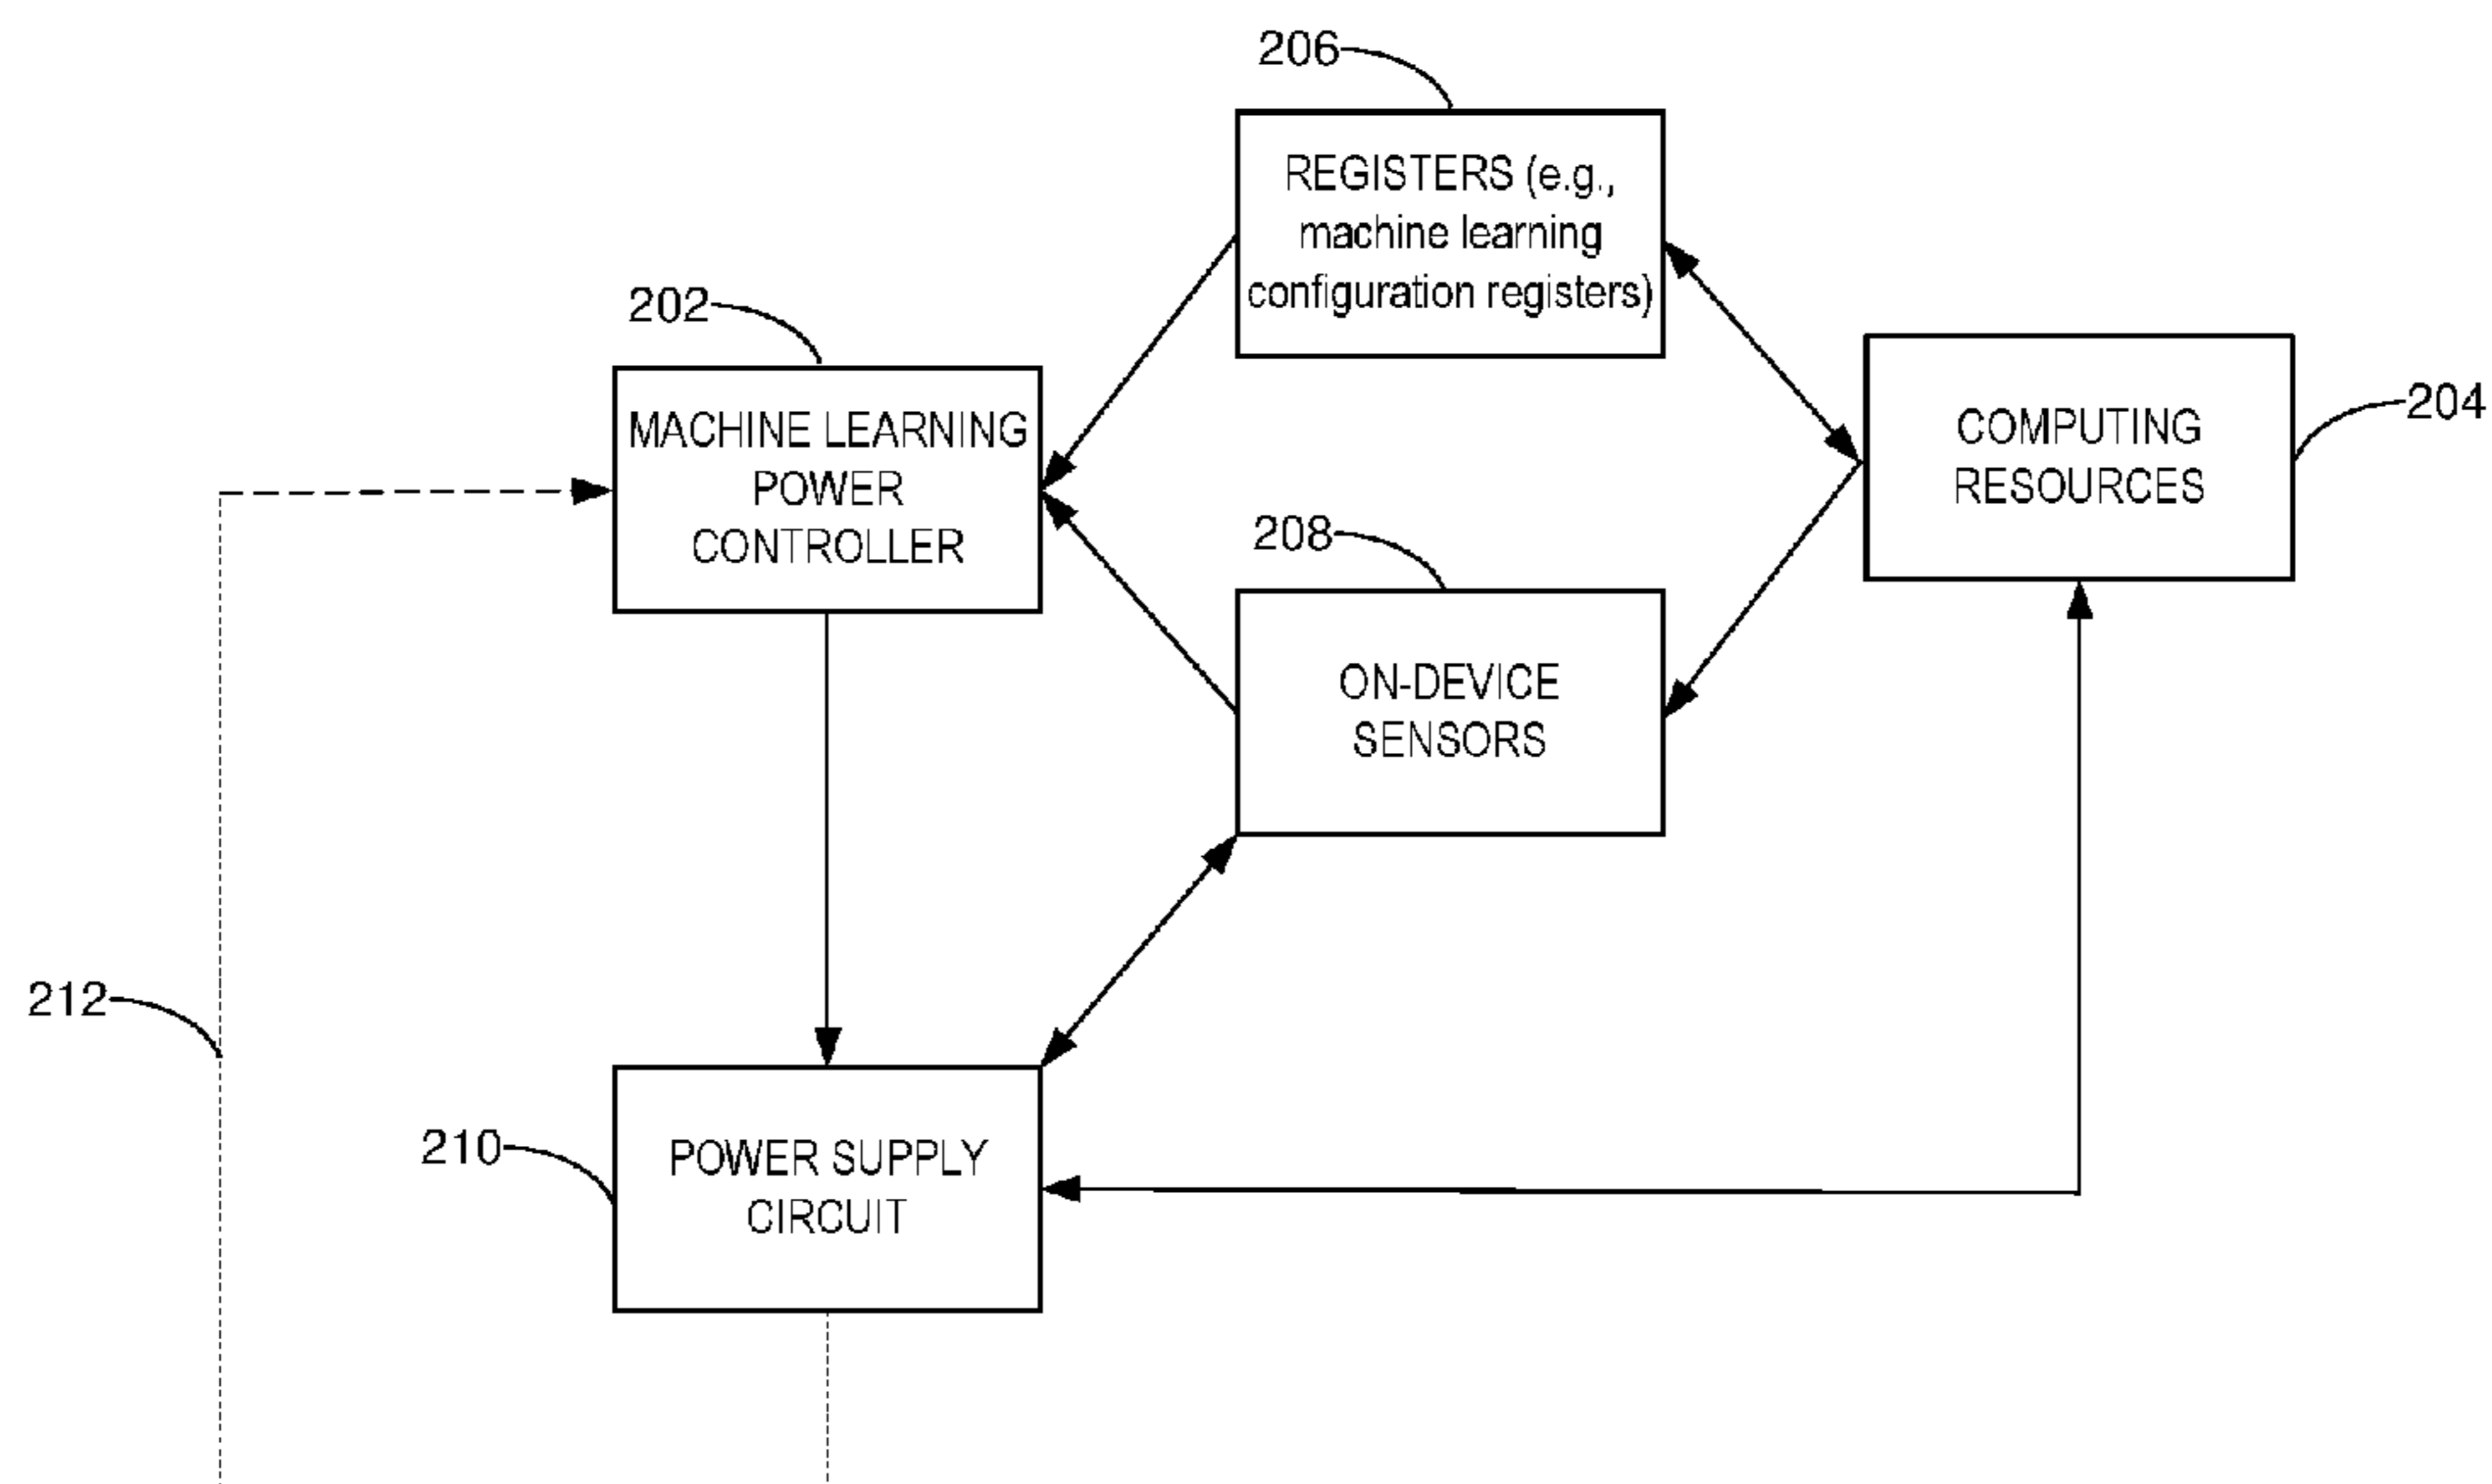 206
REGISTERS (e.g.,
machine learning
configuration registers)
202
MACHINE LEARNING
POWER
CONTROLLER
204
COMPUTING
RESOURCES
208
ON-DEVICE
SENSORS
212
210
POWER SUPPLY
CIRCUIT